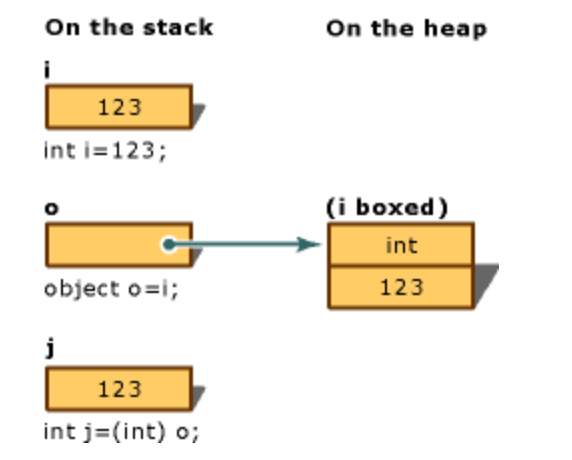 On the stack
On the heap
i
123
int i=123;
o
(i boxed)
int
object o=i;
123
j
123
int j=(int) o;